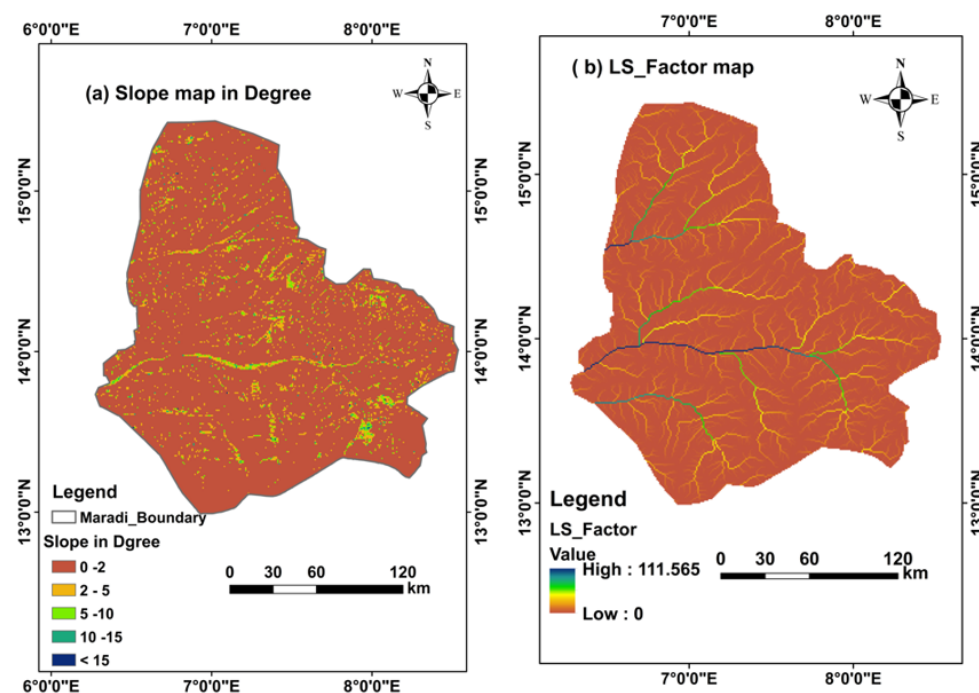 6°0'0"E 7°0'0"E 8°0'0"E
(a) Slope map in Degree
N
W E
S
15°0'0"N 15°0'0"N
14°0'0"N 14°0'0"N
13°0'0"N 13°0'0"N
Legend
Maradi_Boundary
Slope in Dgree
0 -2
2 - 5
5 -10
10 -15
< 15
0 30 60 120
km
6°0'0"E 7°0'0"E 8°0'0"E
7°0'0"E 8°0'0"E
( b) LS_Factor map
N
W E
S
15°0'0"N 15°0'0"N
14°0'0"N 14°0'0"N
13°0'0"N 13°0'0"N
Legend
LS_Factor
Value
High : 111.565
Low : 0
0 30 60 120
km
7°0'0"E 8°0'0"E